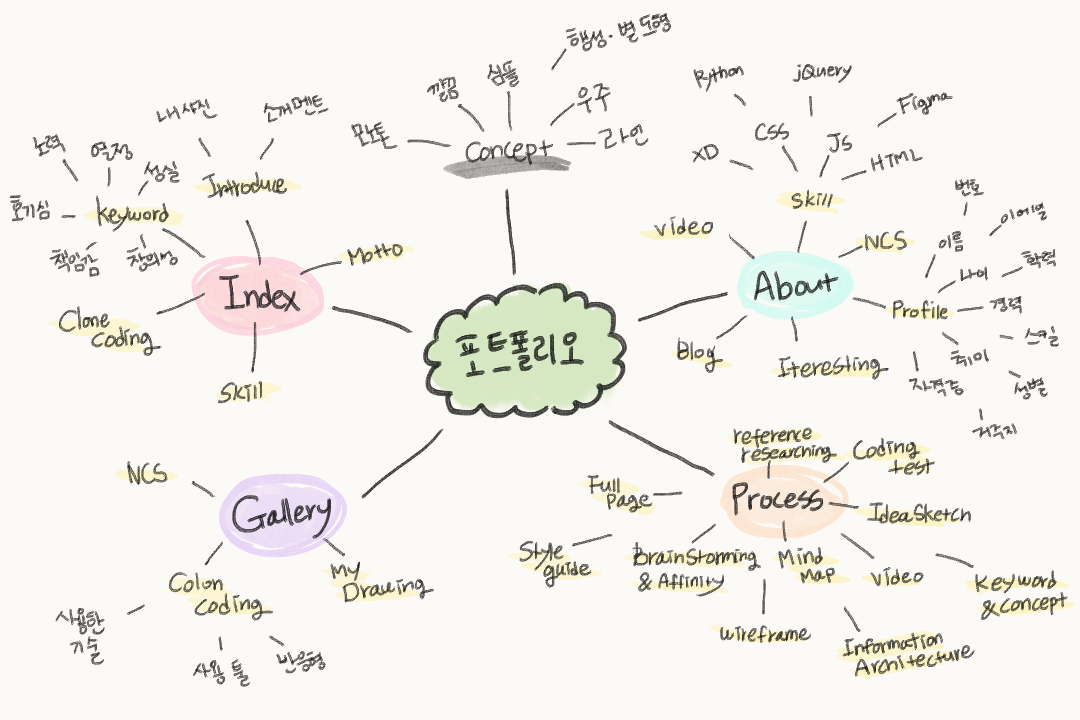 행성·별 도형
심플
깔끔
우주
모노톤
Concept
라인
내 사진
소개멘트
노력
열정
성실
Introduce
호기심
Keyword
책임감
창의성
Motto
Index
Clone
Coding
Skill
Python
jQuery
Figma
CSS
Js
XD
HTML
Skill
Video
NCS
번호
이메일
이름
About
나이
학력
Profile
경력
Blog
Iteresting
취미
스킬
자격증
성별
거주지
포트폴리오
NCS
Gallery
Colon
Coding
My
Drawing
사용한
기술
사용 툴
반응형
reference
researching
Coding
test
Full
Page
Process
IdeaSketch
Style
guide
BrainStorming
& Affinity
Mind
Map
Video
Keyword
& Concept
Wireframe
Information
Architecture